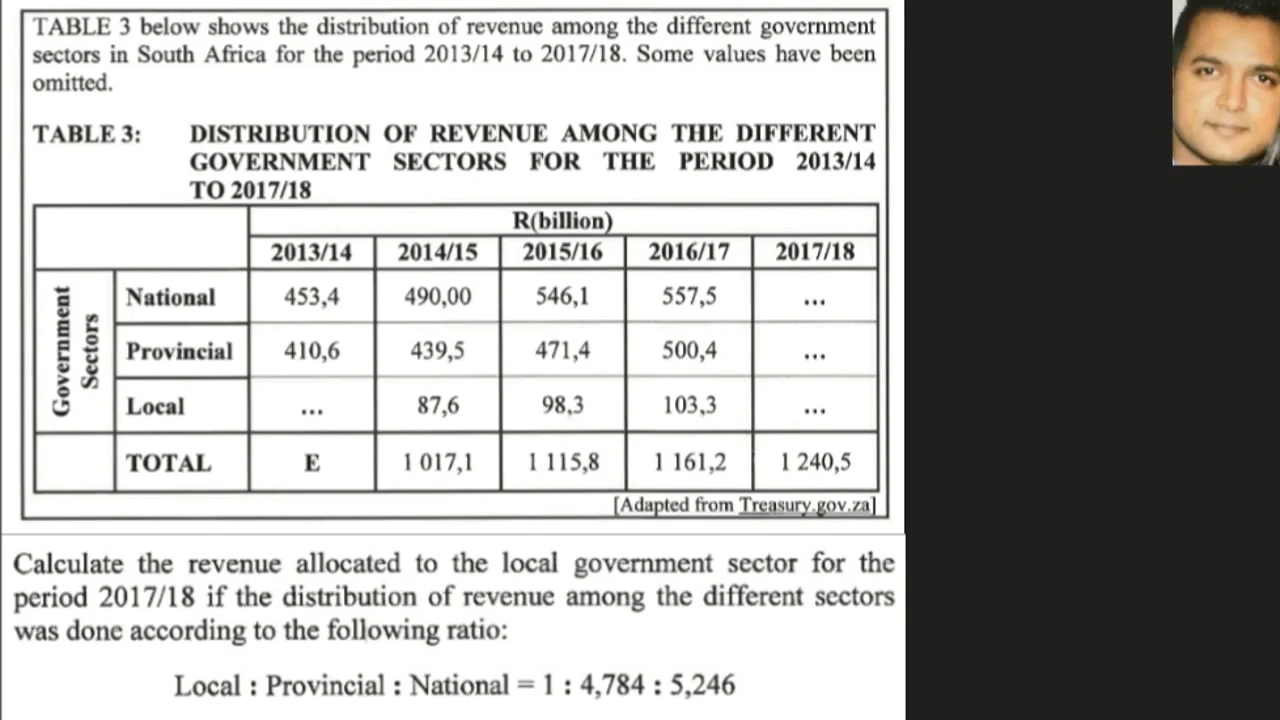 TABLE 3 below shows the distribution of revenue among the different government
sectors in South Africa for the period 2013/14 to 2017/18. Some values have been
omitted.
TABLE 3: DISTRIBUTION OF REVENUE AMONG THE DIFFERENT
GOVERNMENT SECTORS FOR THE PERIOD 2013/14
TO 2017/18
R(billion)
2013/14 2014/15 2015/16 2016/17 2017/18
Government
Sectors
National 453,4 490,00 546,1 557,5 ...
Provincial 410,6 439,5 471,4 500,4 ...
Local ... 87,6 98,3 103,3 ...
TOTAL E 1 017,1 1 115,8 1 161,2 1 240,5
[Adapted from Treasury.gov.za]
Calculate the revenue allocated to the local government sector for the
period 2017/18 if the distribution of revenue among the different sectors
was done according to the following ratio:
Local : Provincial : National = 1 : 4,784 : 5,246